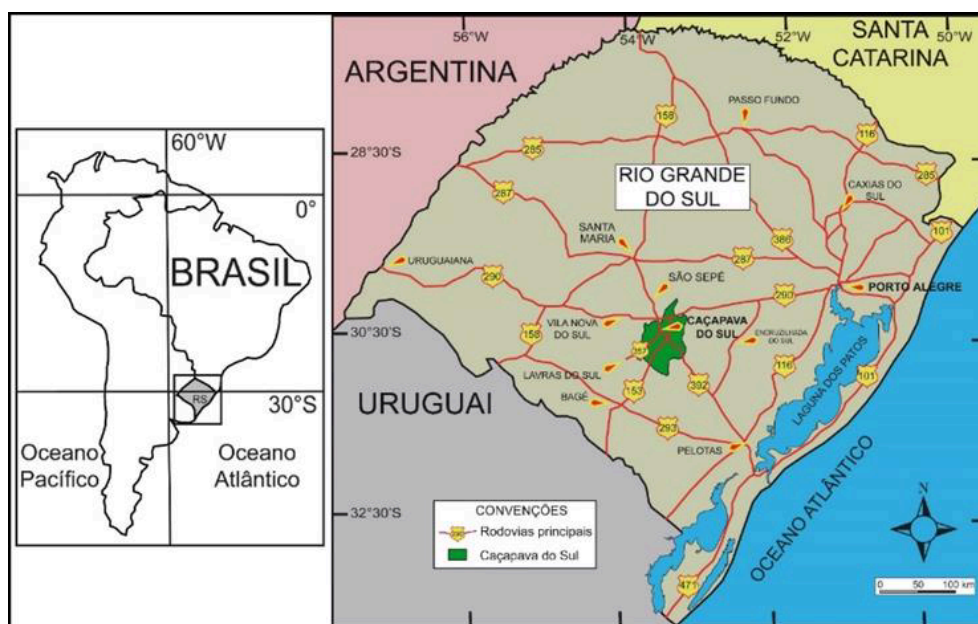 60°W
0°
BRASIL
RS
30°S
Oceano
Pacífico
Oceano
Atlântico
56°W
54°W
52°W
50°W
ARGENTINA
SANTA
CATARINA
28°30'S
30°30'S
32°30'S
RIO GRANDE
DO SUL
PASSO FUNDO
158
116
285
285
287
CAXIAS DO
SUL
101
SANTA
MARIA
386
287
URUGUAIANA
290
SÃO SEPÉ
PORTO ALEGRE
290
VILA NOVA
DO SUL
CAÇAPAVA
DO SUL
ENCRUZILHADA
DO SUL
158
357
LAVRAS DO SUL
116
101
LAGUNA DOS PATOS
153
392
BAGÉ
293
URUGUAI
PELOTAS
OCEANO ATLÂNTICO
471
CONVENÇÕES
Rodovias principais
Caçapava do Sul
N
0 50 100 km